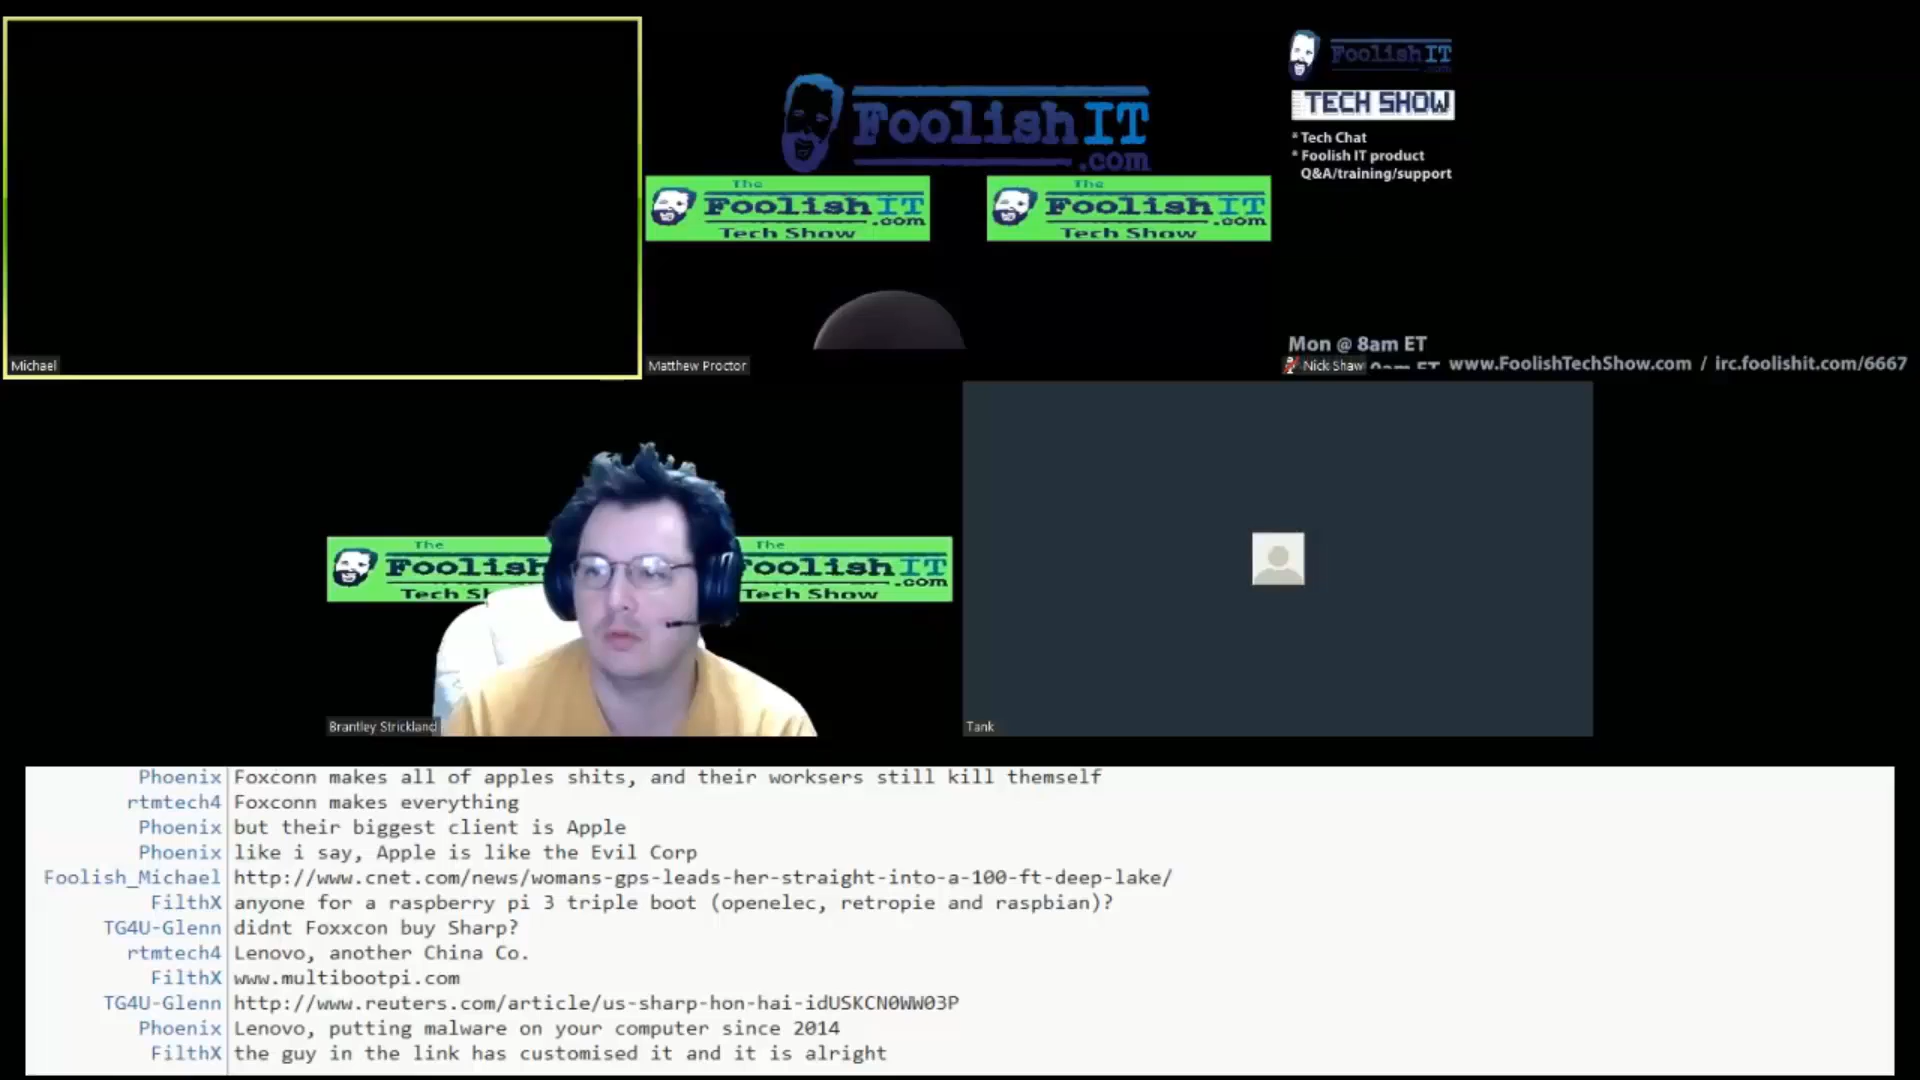 FoolishIT
.com
The
FoolishIT
.com
Tech Show
The
FoolishIT
.com
Tech Show
FoolishIT
.com
TECH SHOW
* Tech Chat
* Foolish IT product
Q&A/training/support
Mon @ 8am ET
www.FoolishTechShow.com / irc.foolishit.com/6667
Michael
Matthew Proctor
Nick Shaw
The
Foolish
Tech S
The
oolishIT
.com
Tech Show
Brantley Strickland
Tank
Phoenix Foxconn makes all of apples shits, and their worksers still kill themself
rtmtech4 Foxconn makes everything
Phoenix but their biggest client is Apple
Phoenix like i say, Apple is like the Evil Corp
Foolish_Michael http://www.cnet.com/news/womans-gps-leads-her-straight-into-a-100-ft-deep-lake/
FilthX anyone for a raspberry pi 3 triple boot (openelec, retropie and raspbian)?
TG4U-Glenn didnt Foxxcon buy Sharp?
rtmtech4 Lenovo, another China Co.
FilthX www.multibootpi.com
TG4U-Glenn http://www.reuters.com/article/us-sharp-hon-hai-idUSKCN0WW03P
Phoenix Lenovo, putting malware on your computer since 2014
FilthX the guy in the link has customised it and it is alright